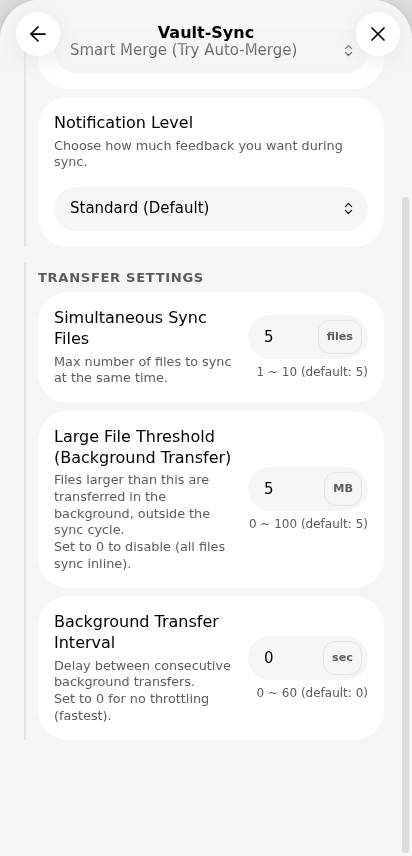 Vault-Sync
Smart Merge (Try Auto-Merge)
Notification Level
Choose how much feedback you want during
sync.
Standard (Default)
TRANSFER SETTINGS
Simultaneous Sync
Files
Max number of files to sync
at the same time.
5 files
1 ~ 10 (default: 5)
Large File Threshold
(Background Transfer)
Files larger than this are
transferred in the
background, outside the
sync cycle.
Set to 0 to disable (all files
sync inline).
5 MB
0 ~ 100 (default: 5)
Background Transfer
Interval
Delay between consecutive
background transfers.
Set to 0 for no throttling
(fastest).
0 sec
0 ~ 60 (default: 0)